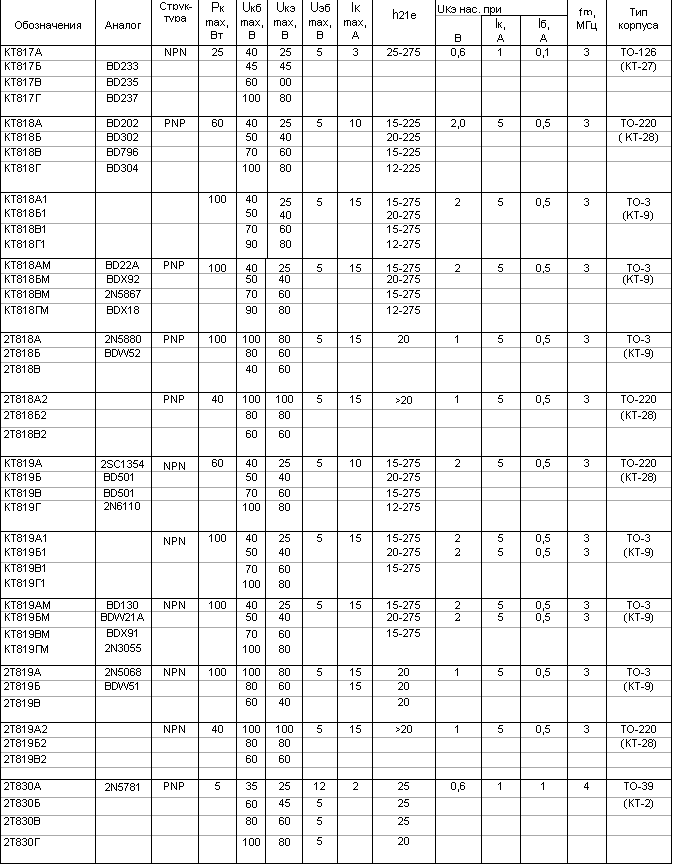 Обозначения Аналог Струк-тура Pк max, Вт Uкб max, В Uкэ max, В Uэб max, В Iк max, А h21e Uкэ нас. при В Iк, А Iб, А fm, МГц Тип корпуса
КТ817А NPN 25 40 25 5 3 25-275 0,6 1 0,1 3 ТО-126
КТ817Б BD233 45 45 (КТ-27)
КТ817В BD235 60 00
КТ817Г BD237 100 80
КТ818А BD202 PNP 60 40 25 5 10 15-225 2,0 5 0,5 3 ТО-220
КТ818Б BD302 50 40 20-225 ( КТ-28)
КТ818В BD796 70 60 15-225
КТ818Г BD304 100 80 12-225
КТ818А1 100 40 25 5 15 15-275 2 5 0,5 3 ТО-3
КТ818Б1 50 40 20-275 (КТ-9)
КТ818В1 70 60 15-275
КТ818Г1 90 80 12-275
КТ818АМ BD22A PNP 100 40 25 5 15 15-275 2 5 0,5 3 ТО-3
КТ818БМ BDX92 50 40 20-275 (КТ-9)
КТ818ВМ 2N5867 70 60 15-275
КТ818ГМ BDX18 90 80 12-275
2Т818А 2N5880 PNP 100 100 80 5 15 20 1 5 0,5 3 ТО-3
2Т818Б BDW52 80 60 (КТ-9)
2Т818В 40 60
2Т818А2 PNP 40 100 100 5 15 >20 1 5 0,5 3 ТО-220
2Т818Б2 80 80 (КТ-28)
2Т818В2 60 60
КТ819А 2SC1354 NPN 60 40 25 5 10 15-275 2 5 0,5 3 ТО-220
КТ819Б BD501 50 40 20-275 (КТ-28)
КТ819В BD501 70 60 15-275
КТ819Г 2N6110 100 80 12-275
КТ819А1 NPN 100 40 25 5 15 15-275 2 5 0,5 3 ТО-3
КТ819Б1 50 40 20-275 2 5 0,5 3 (КТ-9)
КТ819В1 70 60 15-275
КТ819Г1 100 80
КТ819АМ BD130 NPN 100 40 25 5 15 15-275 2 5 0,5 3 ТО-3
КТ819БМ BDW21A 50 40 20-275 2 5 0,5 3 (КТ-9)
КТ819ВМ BDX91 70 60 15-275
КТ819ГМ 2N3055 100 80
2Т819А 2N5068 NPN 100 100 80 5 15 20 1 5 0,5 3 ТО-3
2Т819Б BDW51 80 60 15 20 (КТ-9)
2Т819В 60 40 20
2Т819А2 NPN 40 100 100 5 15 >20 1 5 0,5 3 ТО-220
2Т819Б2 80 80 (КТ-28)
2Т819В2 60 60
2Т830А 2N5781 PNP 5 35 25 12 2 25 0,6 1 1 4 ТО-39
2Т830Б 60 45 5 25 (КТ-2)
2Т830В 80 60 5 25
2Т830Г 100 80 5 20